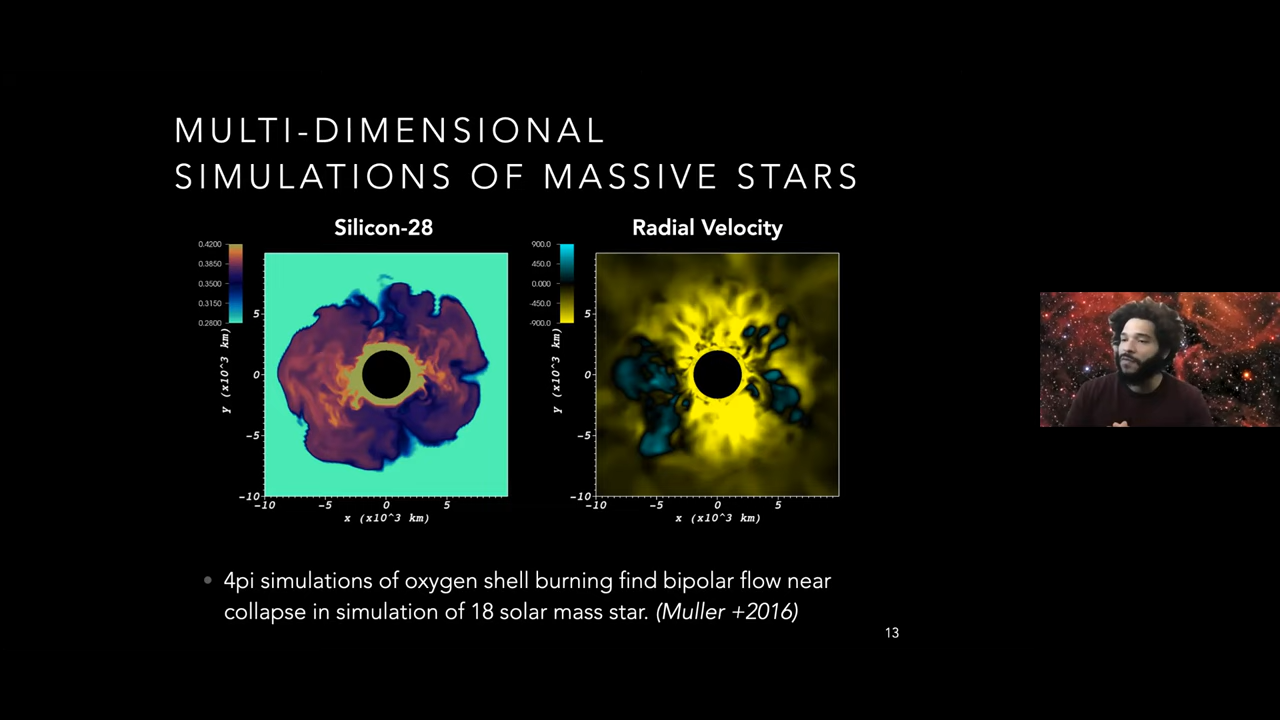 MULTI-DIMENSIONAL
SIMULATIONS OF MASSIVE STARS
Silicon-28
0.4200
0.3850
0.3500
0.3150
0.2800
5
0
−5
−10
y (x10^3 km)
−10 −5 0 5
x (x10^3 km)
Radial Velocity
900.0
450.0
0.000
-450.0
-900.0
5
0
−5
−10
y (x10^3 km)
−10 −5 0 5
x (x10^3 km)
• 4pi simulations of oxygen shell burning find bipolar flow near
collapse in simulation of 18 solar mass star. (Muller +2016)
13